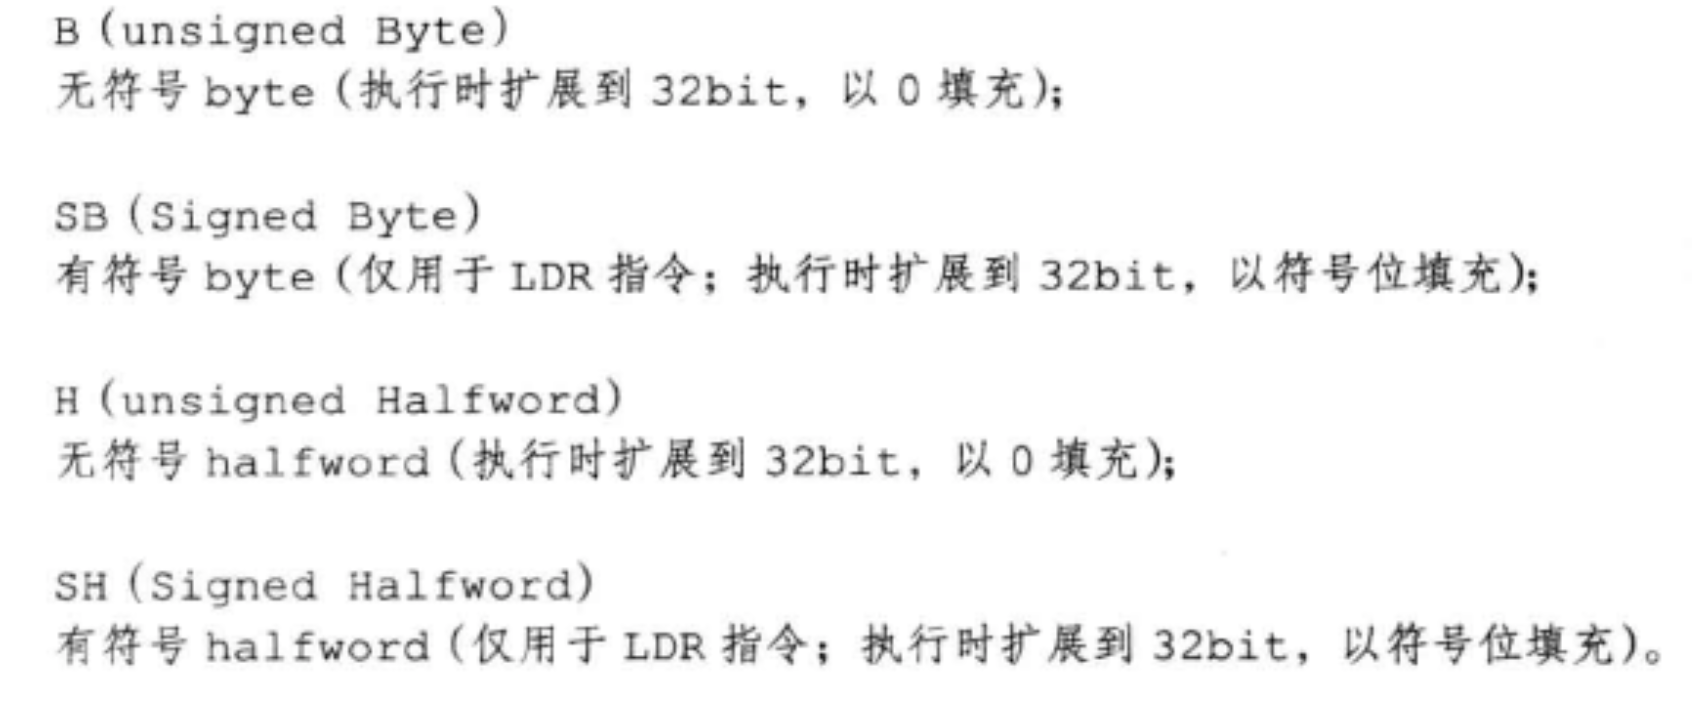 B (unsigned Byte)
无符号 byte (执行时扩展到 32bit, 以 0 填充);
SB (Signed Byte)
有符号 byte (仅用于 LDR 指令; 执行时扩展到 32bit, 以符号位填充);
H (unsigned Halfword)
无符号 halfword (执行时扩展到 32bit, 以 0 填充);
SH (Signed Halfword)
有符号 halfword (仅用于 LDR 指令; 执行时扩展到 32bit, 以符号位填充)。